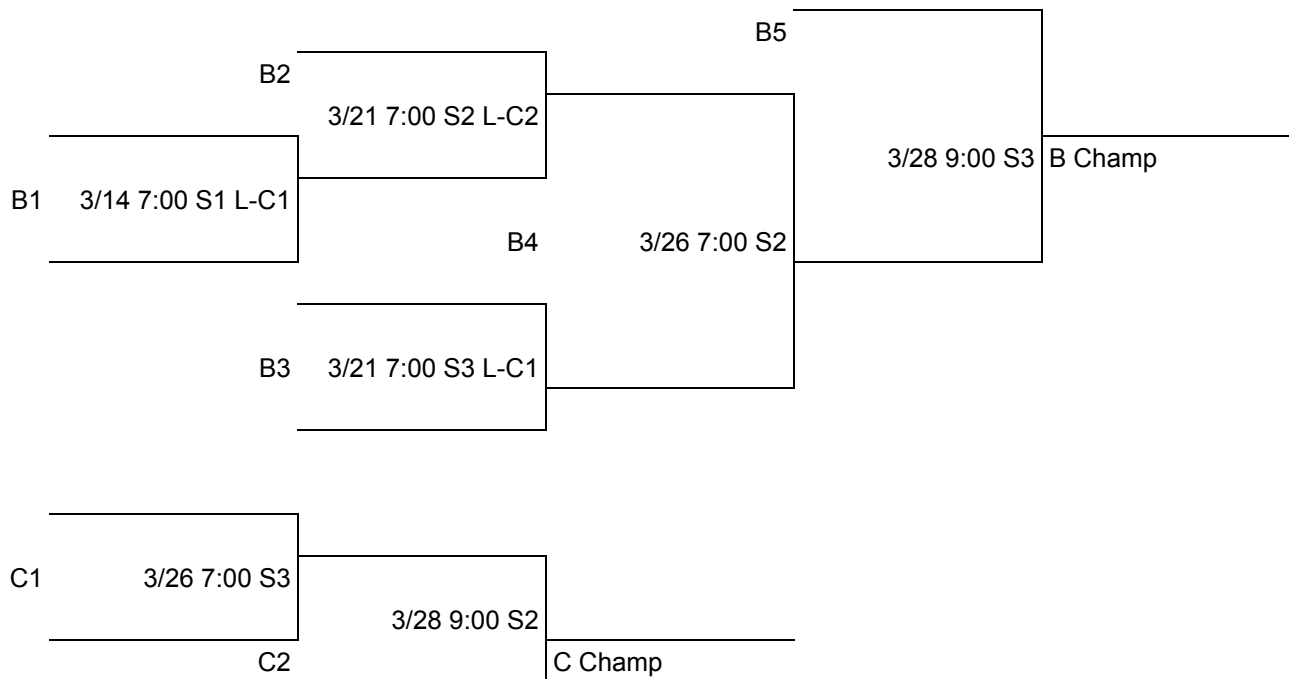 B5
B2
3/21 7:00 S2 L-C2
3/28 9:00 S3 B Champ
B1 3/14 7:00 S1 L-C1
B4 3/26 7:00 S2
B3 3/21 7:00 S3 L-C1
C1 3/26 7:00 S3
3/28 9:00 S2
C2 C Champ